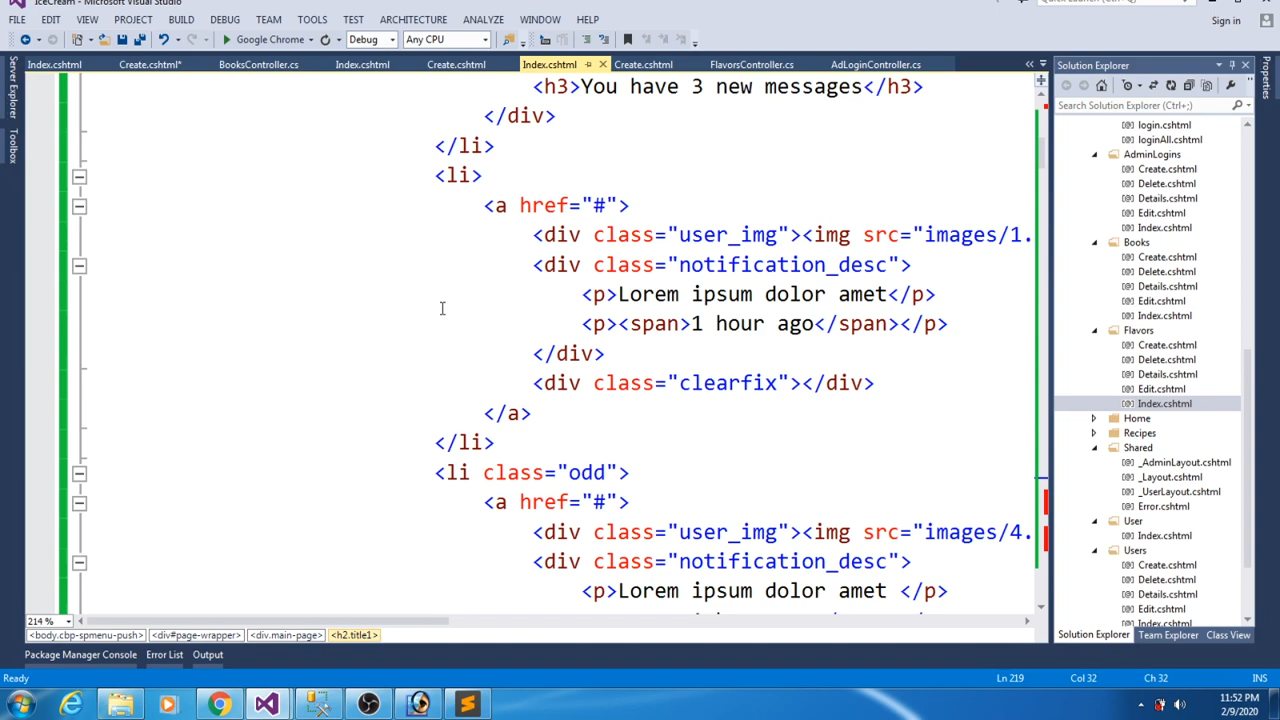 IceCream - Microsoft Visual Studio
Quick Launch (Ctrl+Q)
FILE EDIT VIEW PROJECT BUILD DEBUG TEAM TOOLS TEST ARCHITECTURE ANALYZE WINDOW HELP
Sign in
Google Chrome Debug Any CPU
Index.cshtml Create.cshtml* BooksController.cs Index.cshtml Create.cshtml Index.cshtml Create.cshtml FlavorsController.cs AdLoginController.cs
<h3>You have 3 new messages</h3>
</div>
</li>
<li>
<a href="#">
<div class="user_img"><img src="images/1.
<div class="notification_desc">
<p>Lorem ipsum dolor amet</p>
<p><span>1 hour ago</span></p>
</div>
<div class="clearfix"></div>
</a>
</li>
<li class="odd">
<a href="#">
<div class="user_img"><img src="images/4.
<div class="notification_desc">
<p>Lorem ipsum dolor amet </p>
214 %
<body.cbp-spmenu-push> <div#page-wrapper> <div.main-page> <h2.title1>
Package Manager Console Error List Output
Server Explorer
Toolbox
Solution Explorer
Search Solution Explorer (Ctrl+;)
login.cshtml
loginAll.cshtml
AdminLogins
Create.cshtml
Delete.cshtml
Details.cshtml
Edit.cshtml
Index.cshtml
Books
Create.cshtml
Delete.cshtml
Details.cshtml
Edit.cshtml
Index.cshtml
Flavors
Create.cshtml
Delete.cshtml
Details.cshtml
Edit.cshtml
Index.cshtml
Home
Recipes
Shared
_AdminLayout.cshtml
_Layout.cshtml
_UserLayout.cshtml
Error.cshtml
User
Index.cshtml
Users
Create.cshtml
Delete.cshtml
Details.cshtml
Edit.cshtml
Index.cshtml
Solution Explorer Team Explorer Class View
Properties
Ready Ln 219 Col 32 Ch 32 INS
11:52 PM
2/9/2020